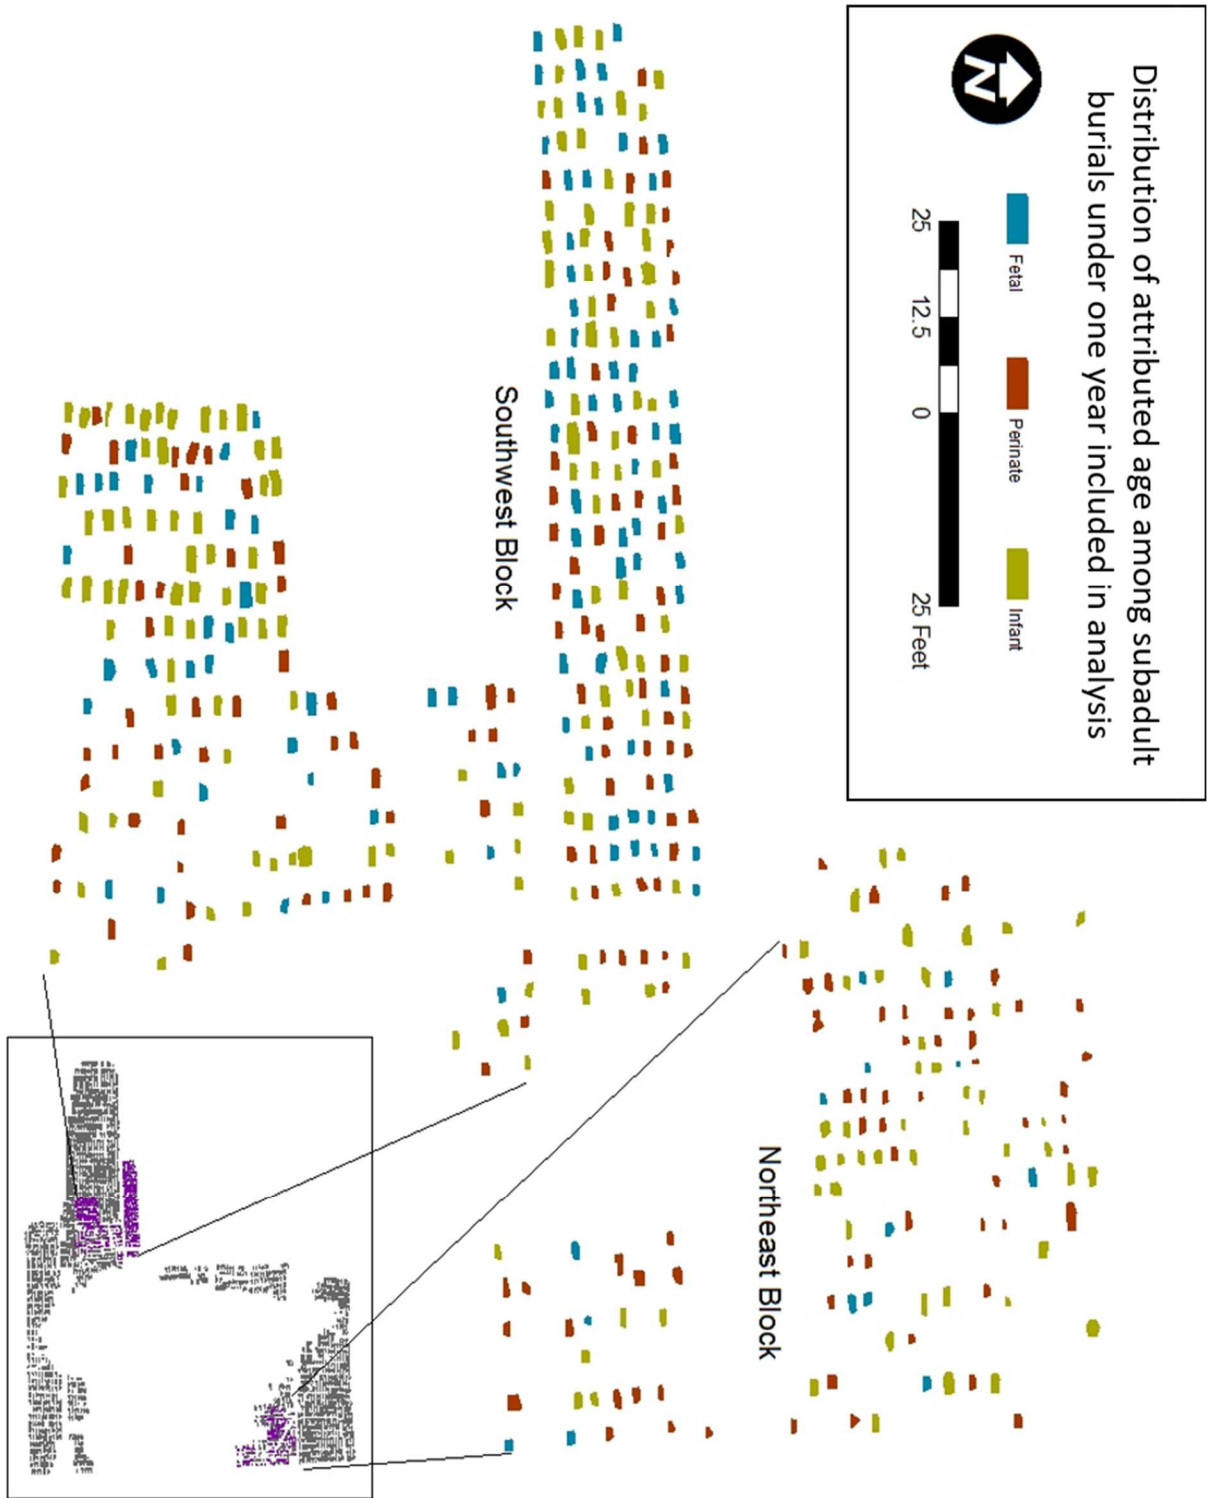 Distribution of attributed age among subadult
burials under one year included in analysis
Fetal
Perinate
Infant
25
12.5
0
25 Feet
N
Southwest Block
Northeast Block